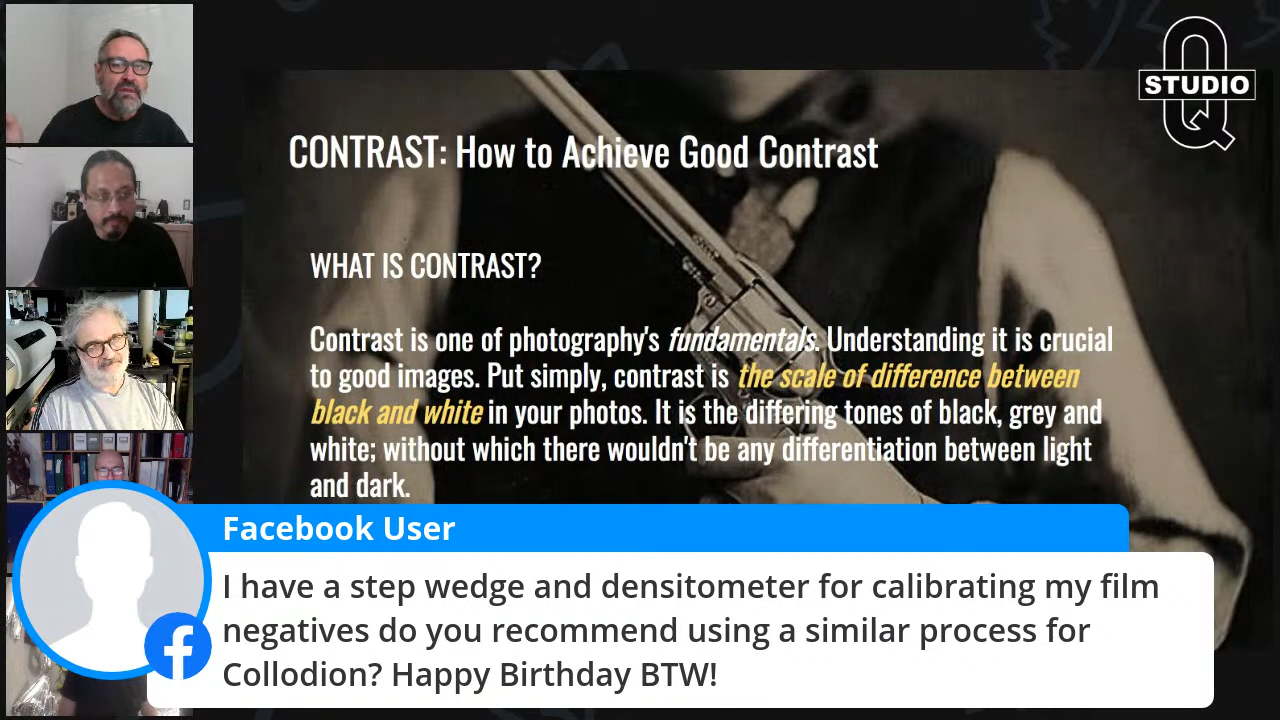 STUDIO
Q
CONTRAST: How to Achieve Good Contrast
WHAT IS CONTRAST?
Contrast is one of photography's fundamentals. Understanding it is crucial
to good images. Put simply, contrast is the scale of difference between
black and white in your photos. It is the differing tones of black, grey and
white; without which there wouldn't be any differentiation between light
and dark.
Facebook User
I have a step wedge and densitometer for calibrating my film
negatives do you recommend using a similar process for
Collodion? Happy Birthday BTW!